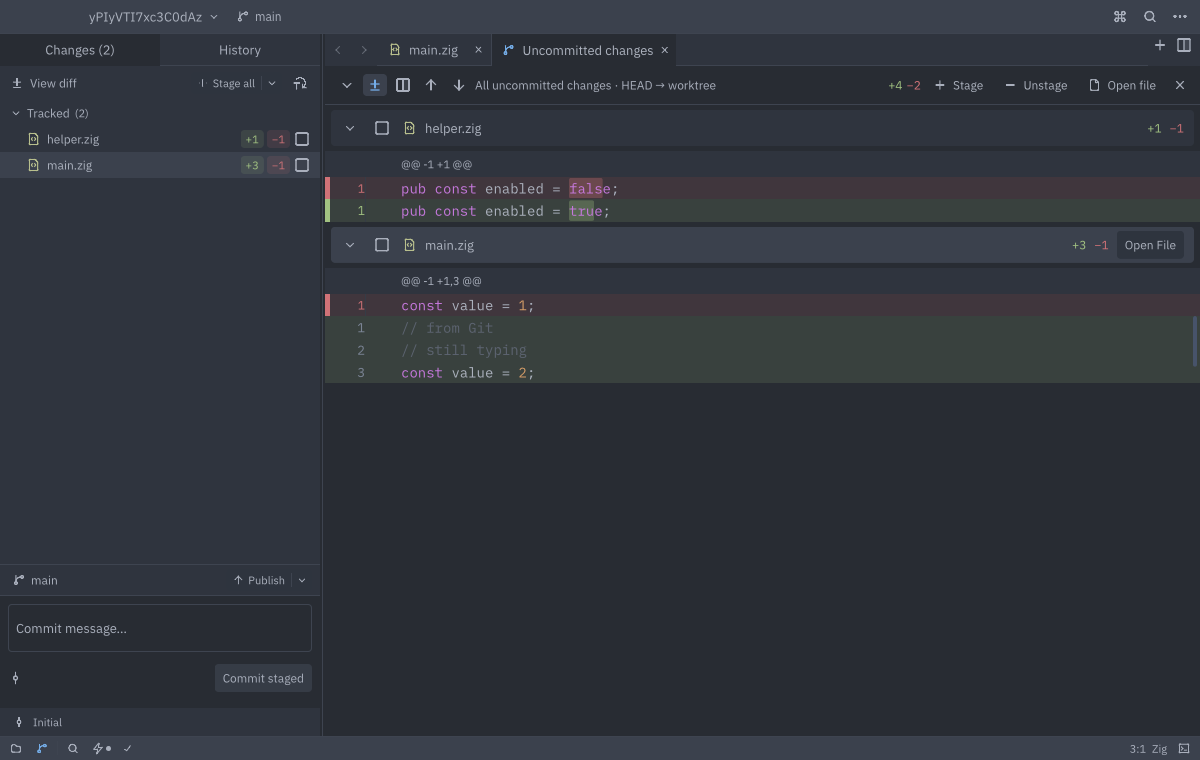 yPIyVTI7xc3C0dAz main
Changes (2) History
View diff Stage all
Tracked (2)
helper.zig +1 −1
main.zig +3 −1
main Publish
Commit message...
Commit staged
Initial
main.zig Uncommitted changes
All uncommitted changes · HEAD → worktree +4 −2 Stage Unstage Open file
helper.zig +1 −1
@@ -1 +1 @@
1 pub const enabled = false;
1 pub const enabled = true;
main.zig +3 −1 Open File
@@ -1 +1,3 @@
1 const value = 1;
1 // from Git
2 // still typing
3 const value = 2;
3:1 Zig